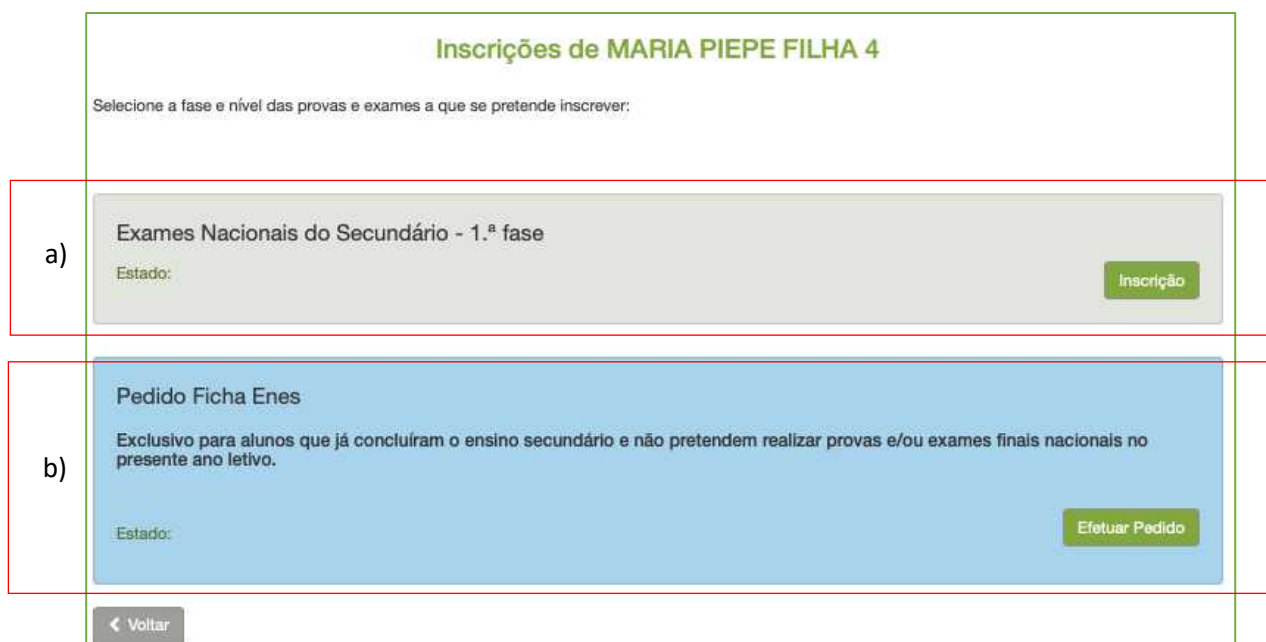 Inscrições de MARIA PIEPE FILHA 4
Selecione a fase e nível das provas e exames a que se pretende inscrever:
a)
Exames Nacionais do Secundário - 1.ª fase
Estado:
Inscrição
b)
Pedido Ficha Enes
Exclusivo para alunos que já concluíram o ensino secundário e não pretendem realizar provas e/ou exames finais nacionais no
presente ano letivo.
Estado:
Efetuar Pedido
Voltar